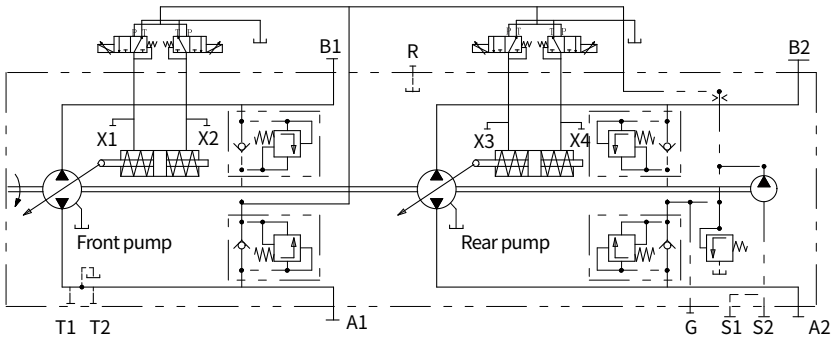 P T T P P T T P
B1 R B2
X1 X2 X3 X4
Front pump Rear pump
T1 T2 A1 G S1 S2 A2